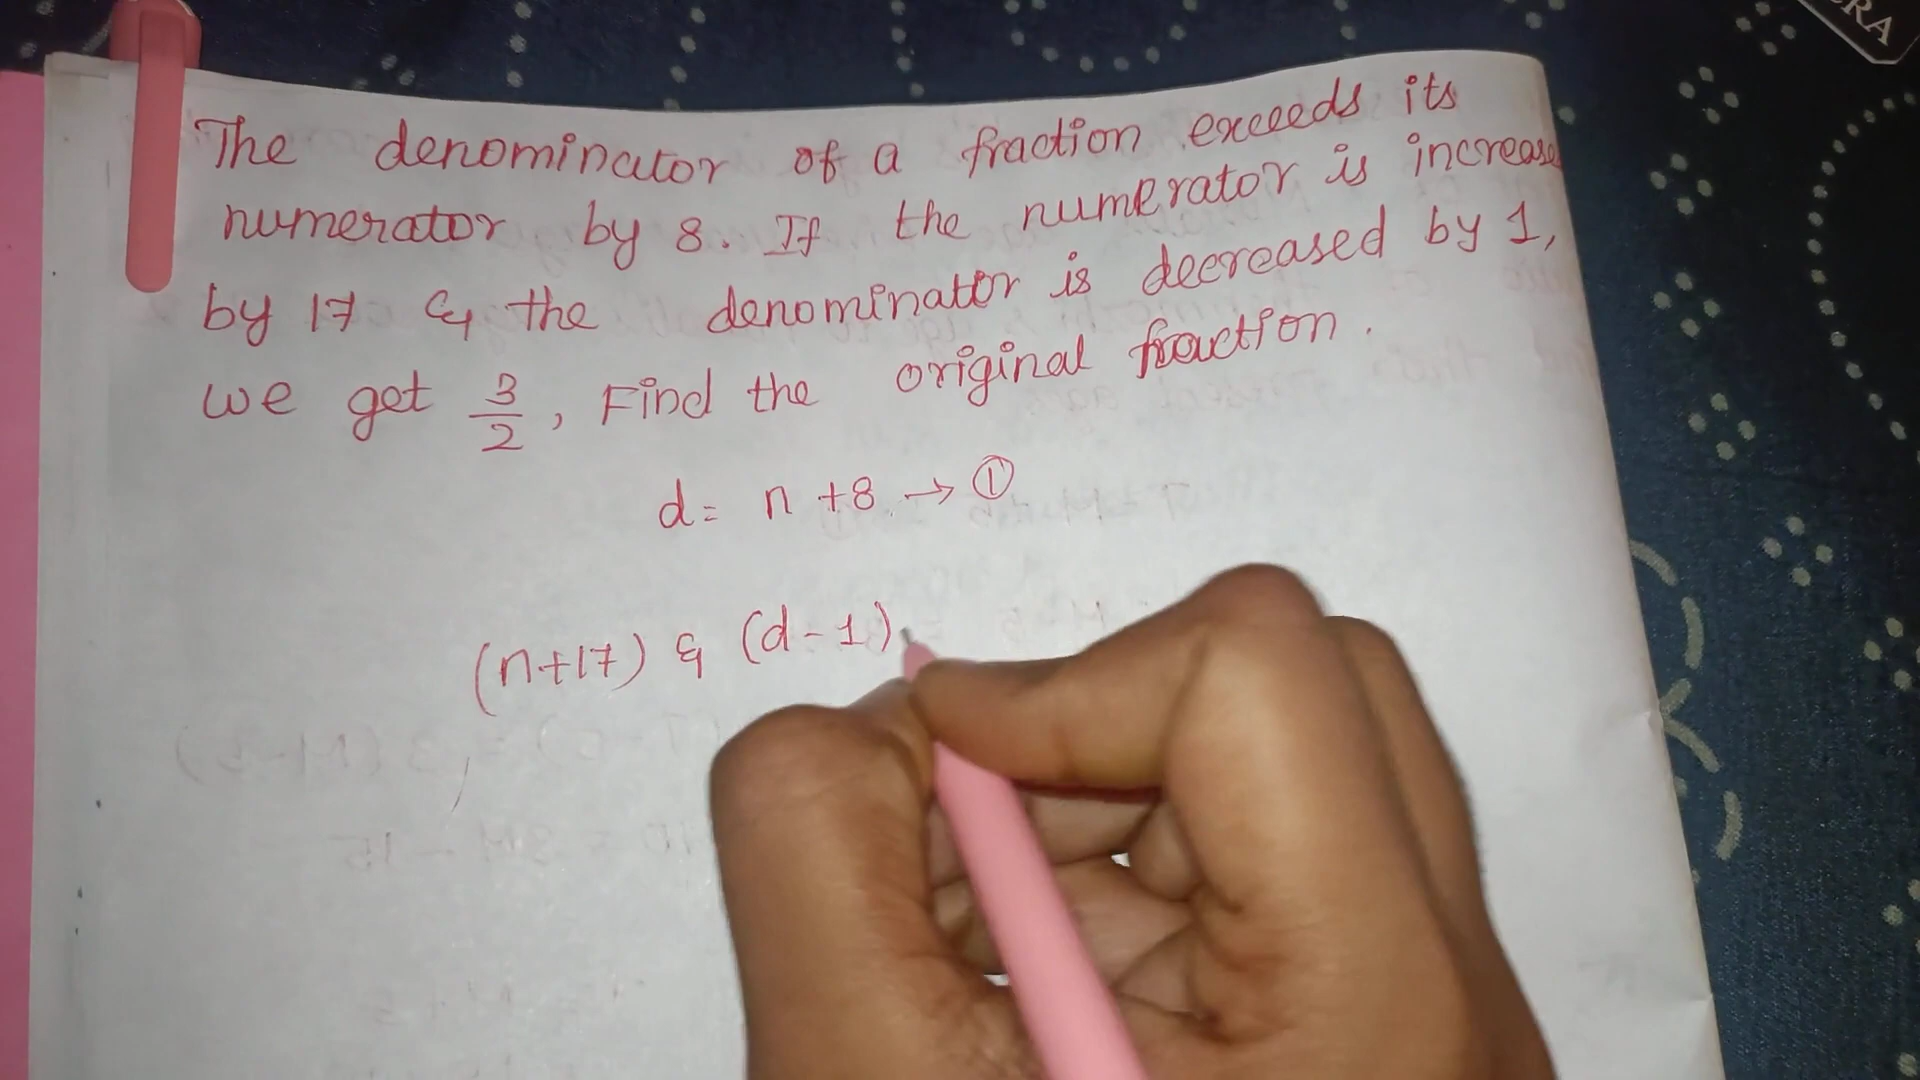 The denominator of a fraction exceeds its
numerator by 8. If the numerator is increase
by 17 & the denominator is decreased by 1,
we get 3/2, Find the original fraction.
d = n + 8 → ①
(n+17) & (d-1)